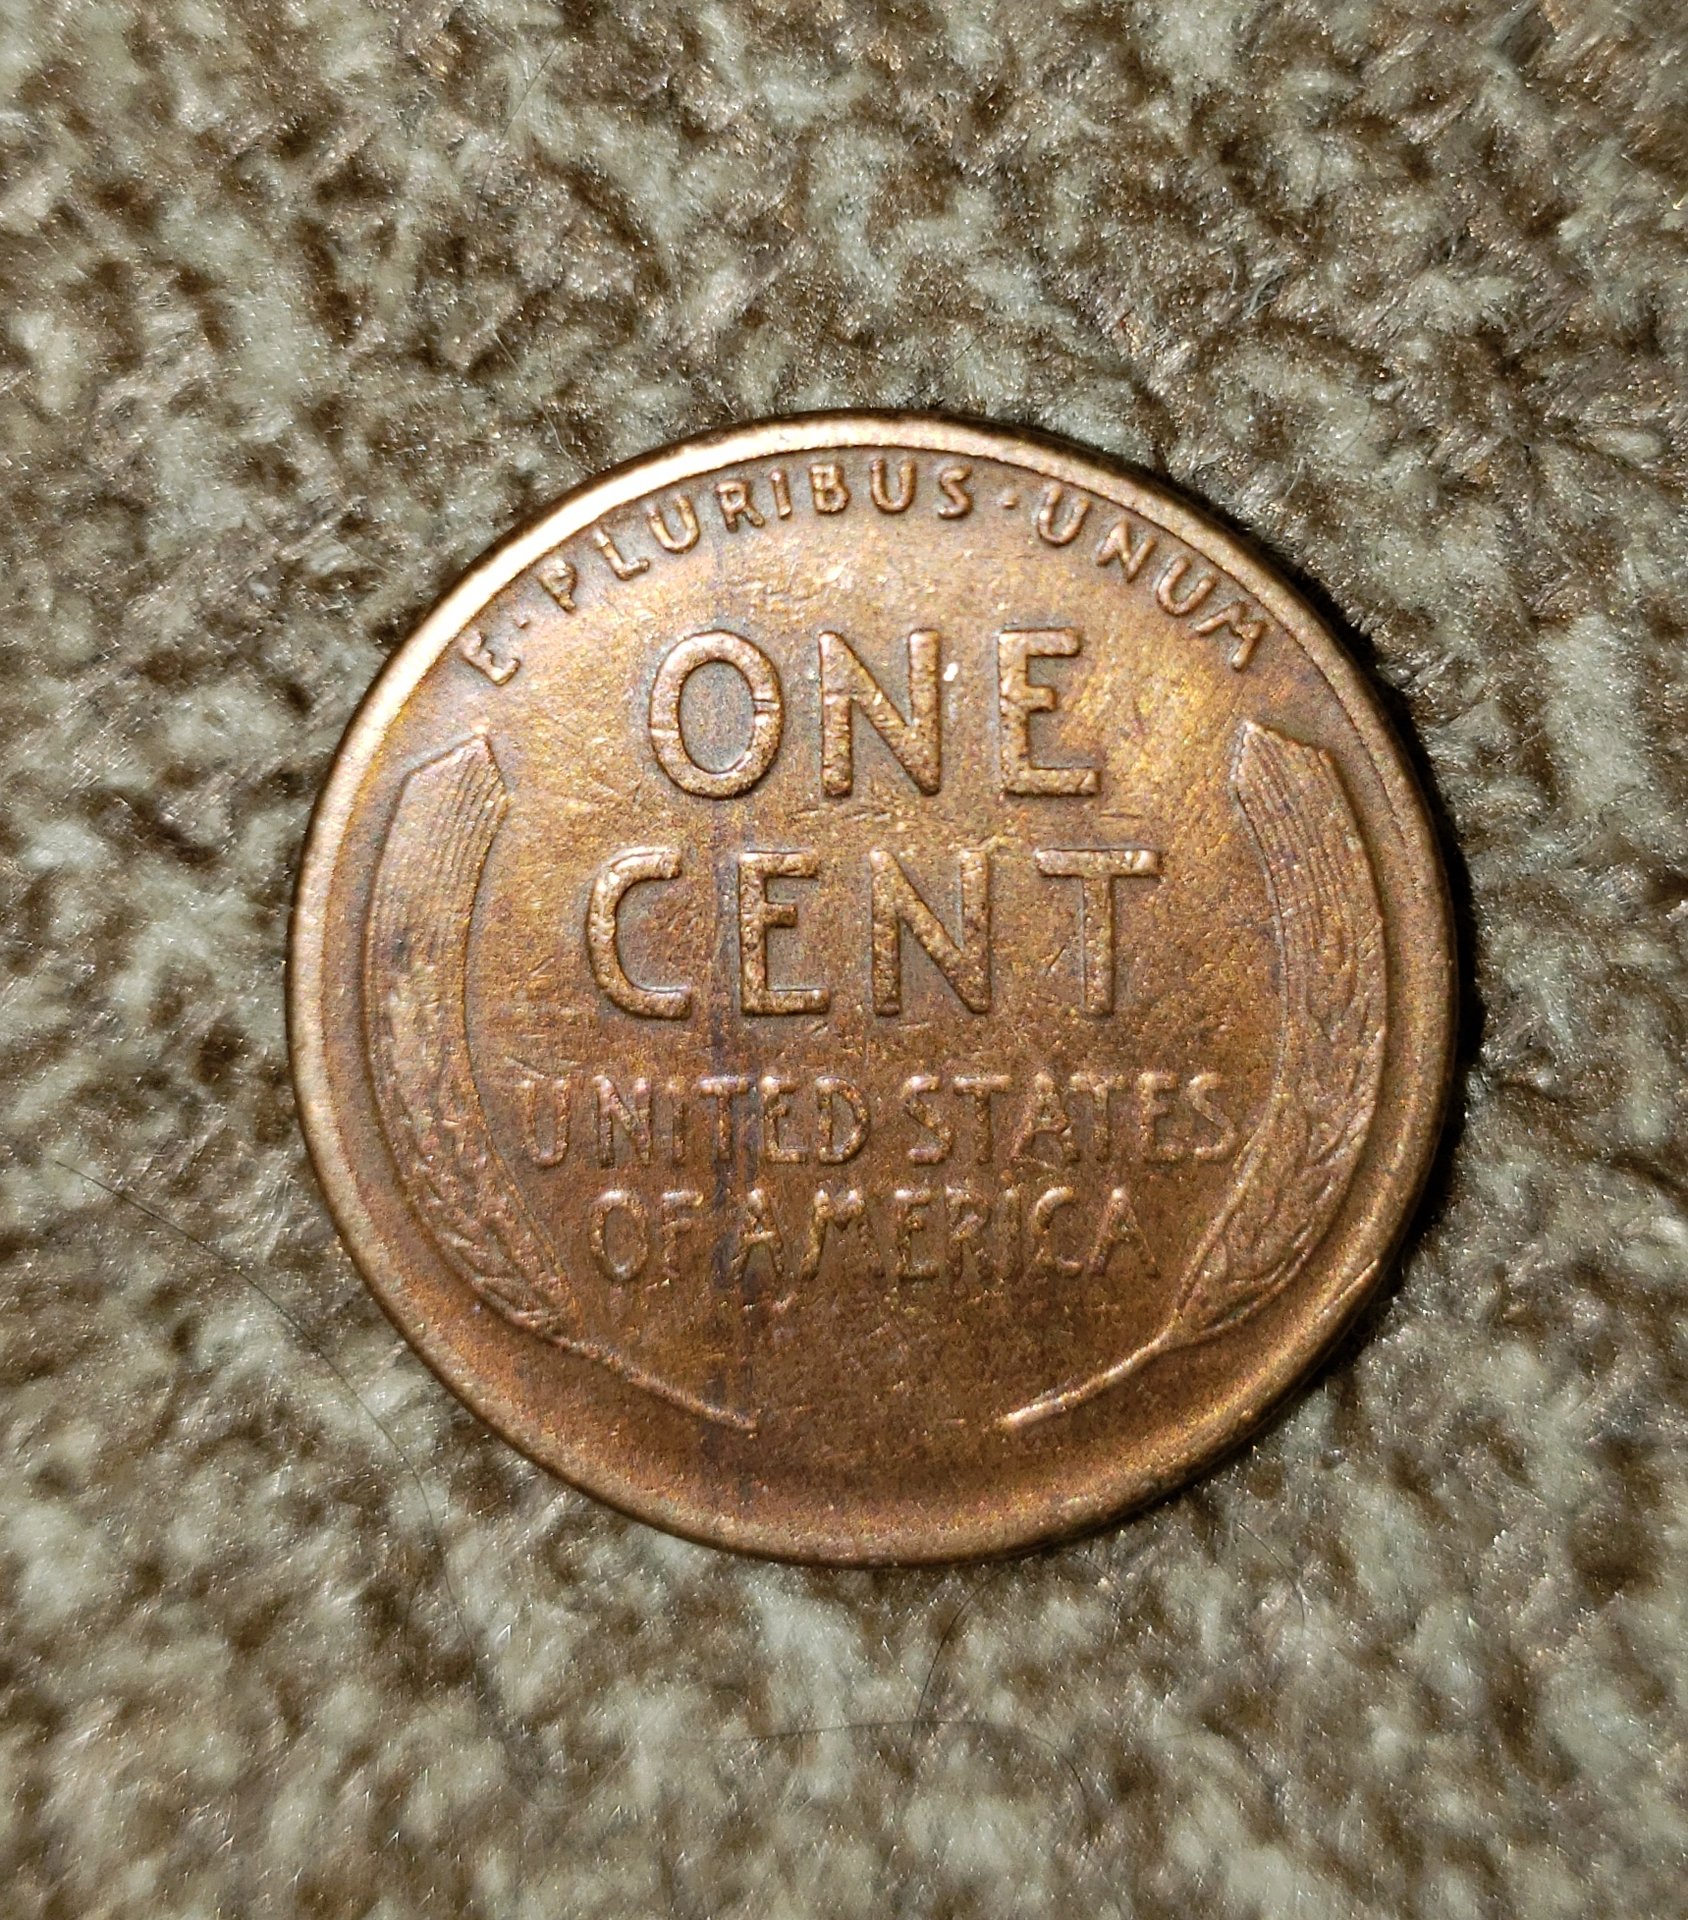 E·PLURIBUS·UNUM
ONE
CENT
UNITED STATES
OF AMERICA